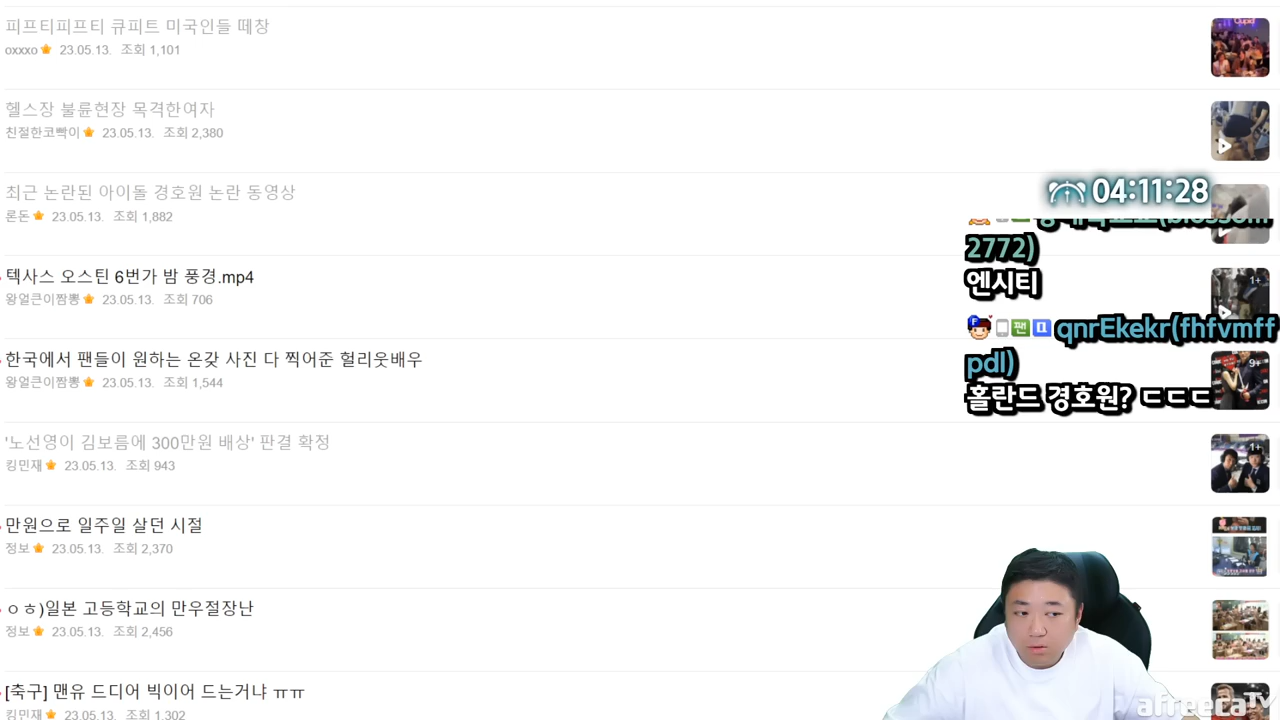 피프티피프티 큐피트 미국인들 떼창
oxxxo 23.05.13. 조회 1,101
헬스장 불륜현장 목격한여자
친절한코빡이 23.05.13. 조회 2,380
최근 논란된 아이돌 경호원 논란 동영상
론돈 23.05.13. 조회 1,882
04:11:28
2772)
엔시티
텍사스 오스틴 6번가 밤 풍경.mp4
왕얼큰이짬뽕 23.05.13. 조회 706
1+
팬 qnrEkekr(fhfvmff
pdl)
홀란드 경호원? ㄷㄷㄷ
한국에서 팬들이 원하는 온갖 사진 다 찍어준 헐리웃배우
왕얼큰이짬뽕 23.05.13. 조회 1,544
9+
'노선영이 김보름에 300만원 배상' 판결 확정
킹민재 23.05.13. 조회 943
1+
만원으로 일주일 살던 시절
정보 23.05.13. 조회 2,370
ㅇㅎ)일본 고등학교의 만우절장난
정보 23.05.13. 조회 2,456
[축구] 맨유 드디어 빅이어 드는거냐 ㅠㅠ
킹민재 23.05.13. 조회 1,302
afreecaTV